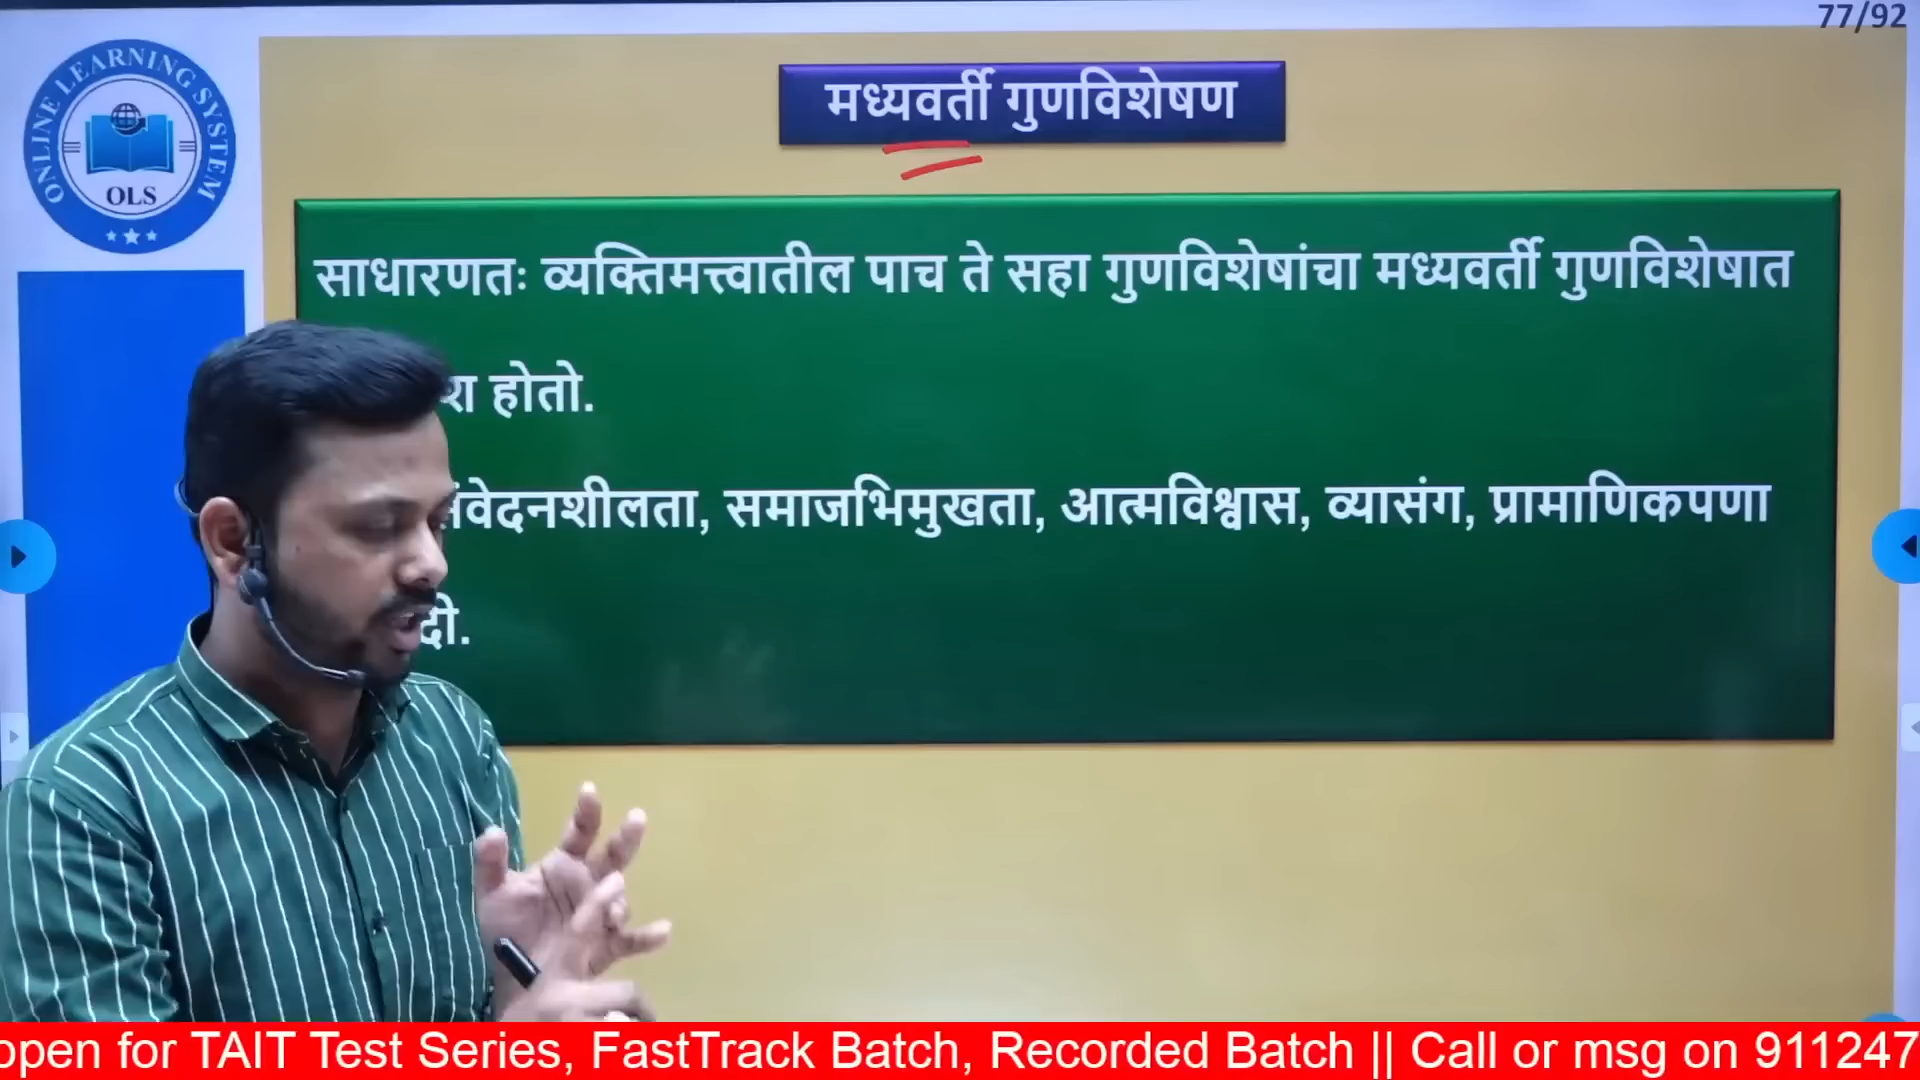 77/92
ONLINE LEARNING SYSTEM
OLS
मध्यवर्ती गुणविशेषण
साधारणतः व्यक्तिमत्त्वातील पाच ते सहा गुणविशेषांचा मध्यवर्ती गुणविशेषात
होतो.
समाजभिमुखता, आत्मविश्वास, व्यासंग, प्रामाणिकपणा
open for TAIT Test Series, FastTrack Batch, Recorded Batch || Call or msg on 911247